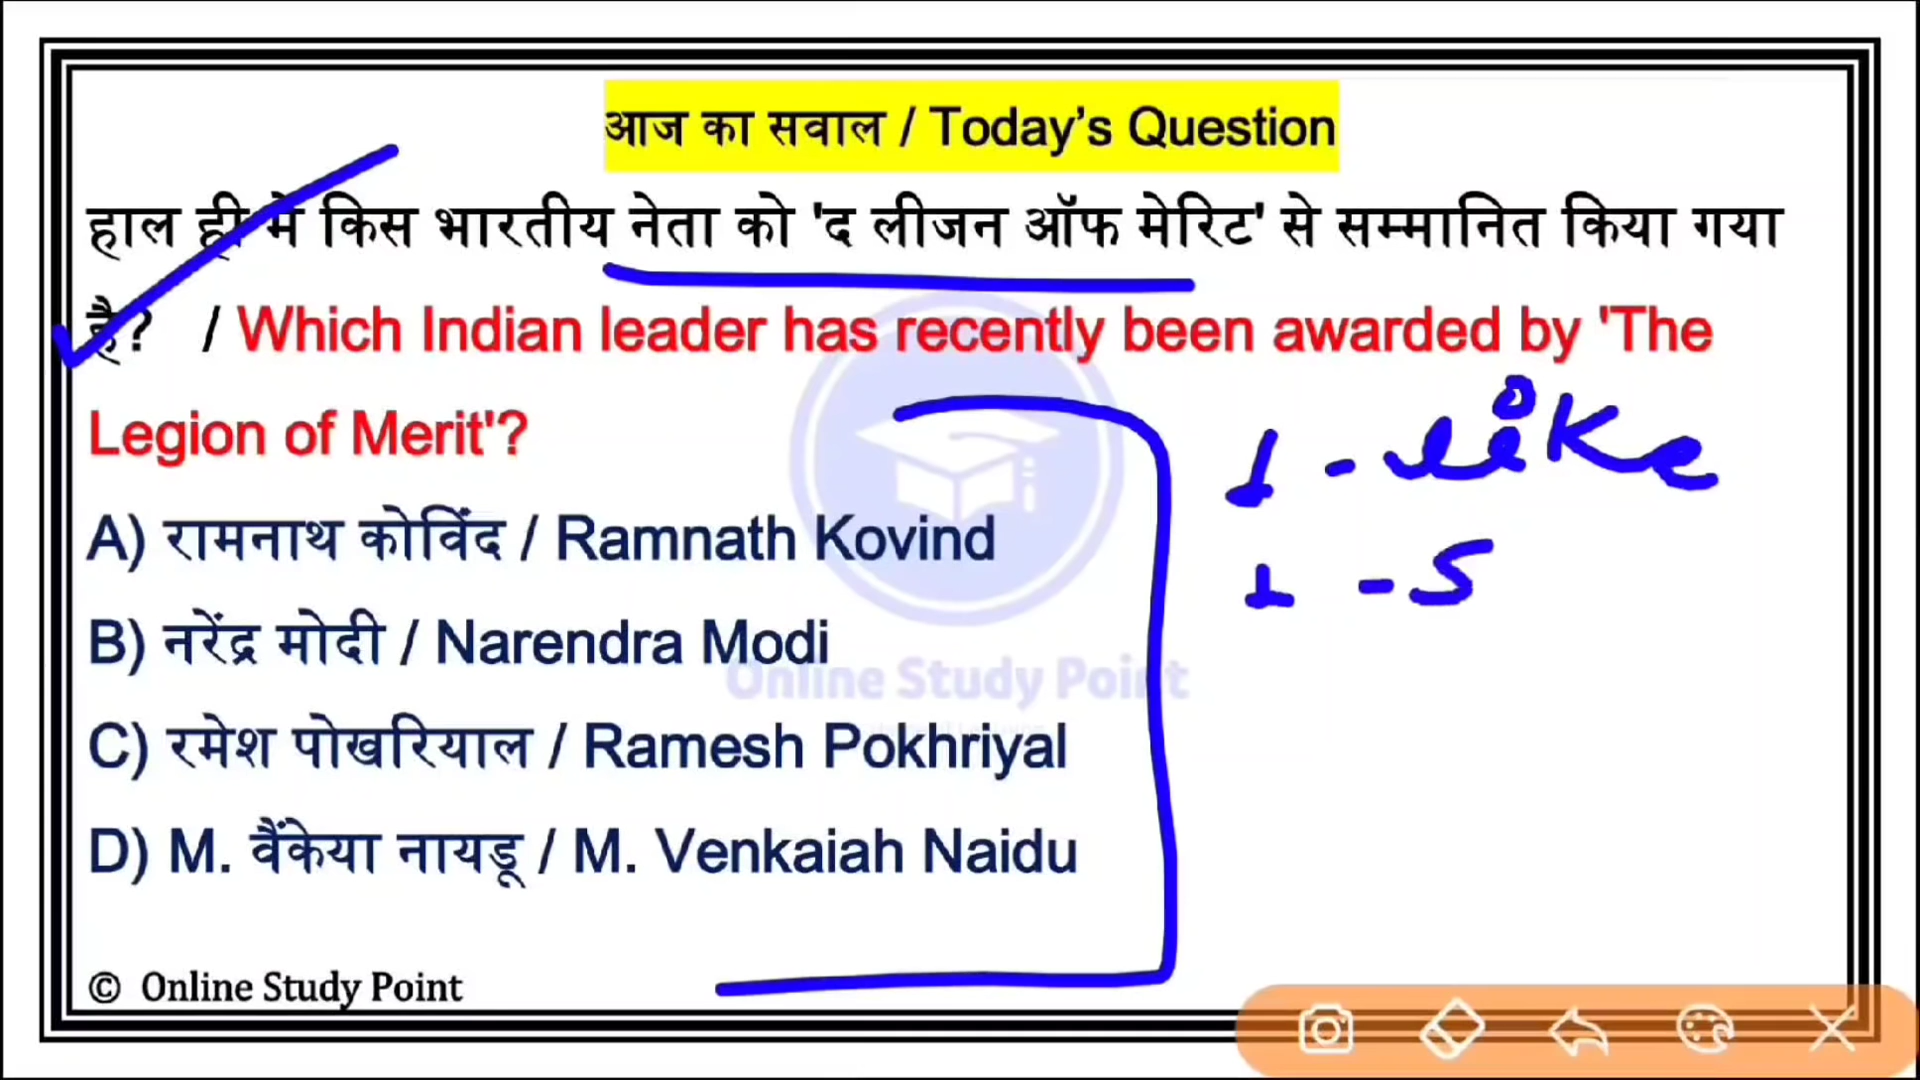 आज का सवाल / Today's Question
हाल ही में किस भारतीय नेता को 'द लीजन ऑफ मेरिट' से सम्मानित किया गया
है? / Which Indian leader has recently been awarded by 'The
Legion of Merit'?
1 - like
1 - S
A) रामनाथ कोविंद / Ramnath Kovind
B) नरेंद्र मोदी / Narendra Modi
Online Study Point
C) रमेश पोखरियाल / Ramesh Pokhriyal
D) M. वैंकेया नायडू / M. Venkaiah Naidu
© Online Study Point